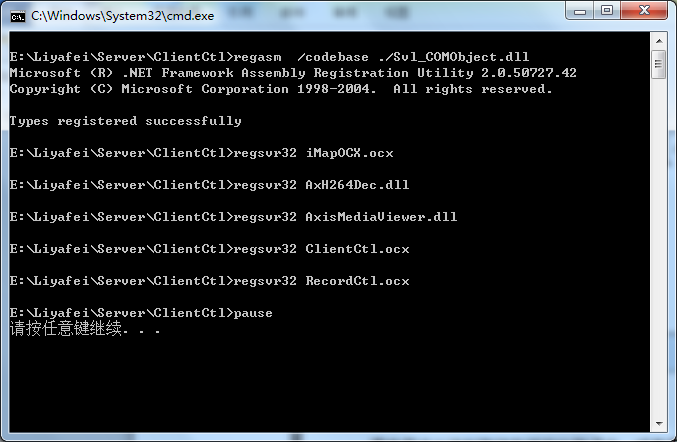 C:\Windows\System32\cmd.exe
E:\Liyafei\Server\ClientCtl>regasm  /codebase ./Svl_COMObject.dll
Microsoft (R) .NET Framework Assembly Registration Utility 2.0.50727.42
Copyright (C) Microsoft Corporation 1998-2004.  All rights reserved.
Types registered successfully
E:\Liyafei\Server\ClientCtl>regsvr32 iMapOCX.ocx
E:\Liyafei\Server\ClientCtl>regsvr32 AxH264Dec.dll
E:\Liyafei\Server\ClientCtl>regsvr32 AxisMediaViewer.dll
E:\Liyafei\Server\ClientCtl>regsvr32 ClientCtl.ocx
E:\Liyafei\Server\ClientCtl>regsvr32 RecordCtl.ocx
E:\Liyafei\Server\ClientCtl>pause
请按任意键继续. . .